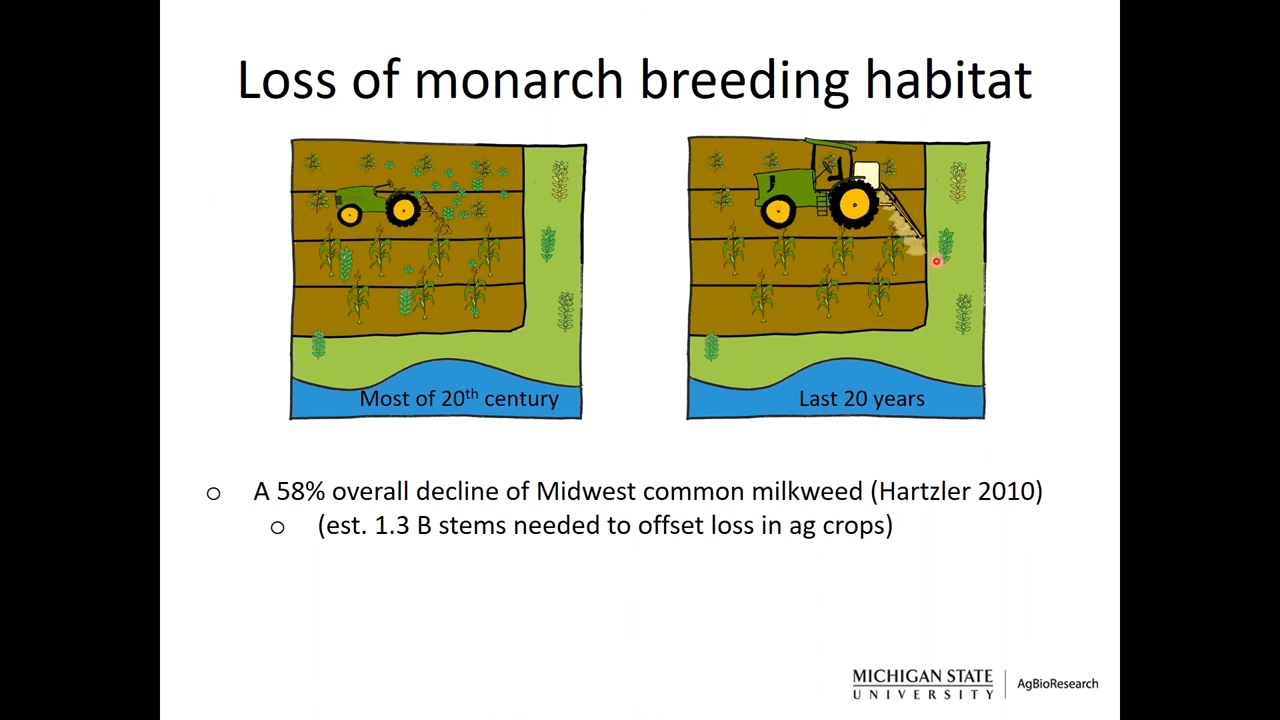 Loss of monarch breeding habitat
Most of 20th century
Last 20 years
o A 58% overall decline of Midwest common milkweed (Hartzler 2010)
o (est. 1.3 B stems needed to offset loss in ag crops)
MICHIGAN STATE
UNIVERSITY
AgBioResearch